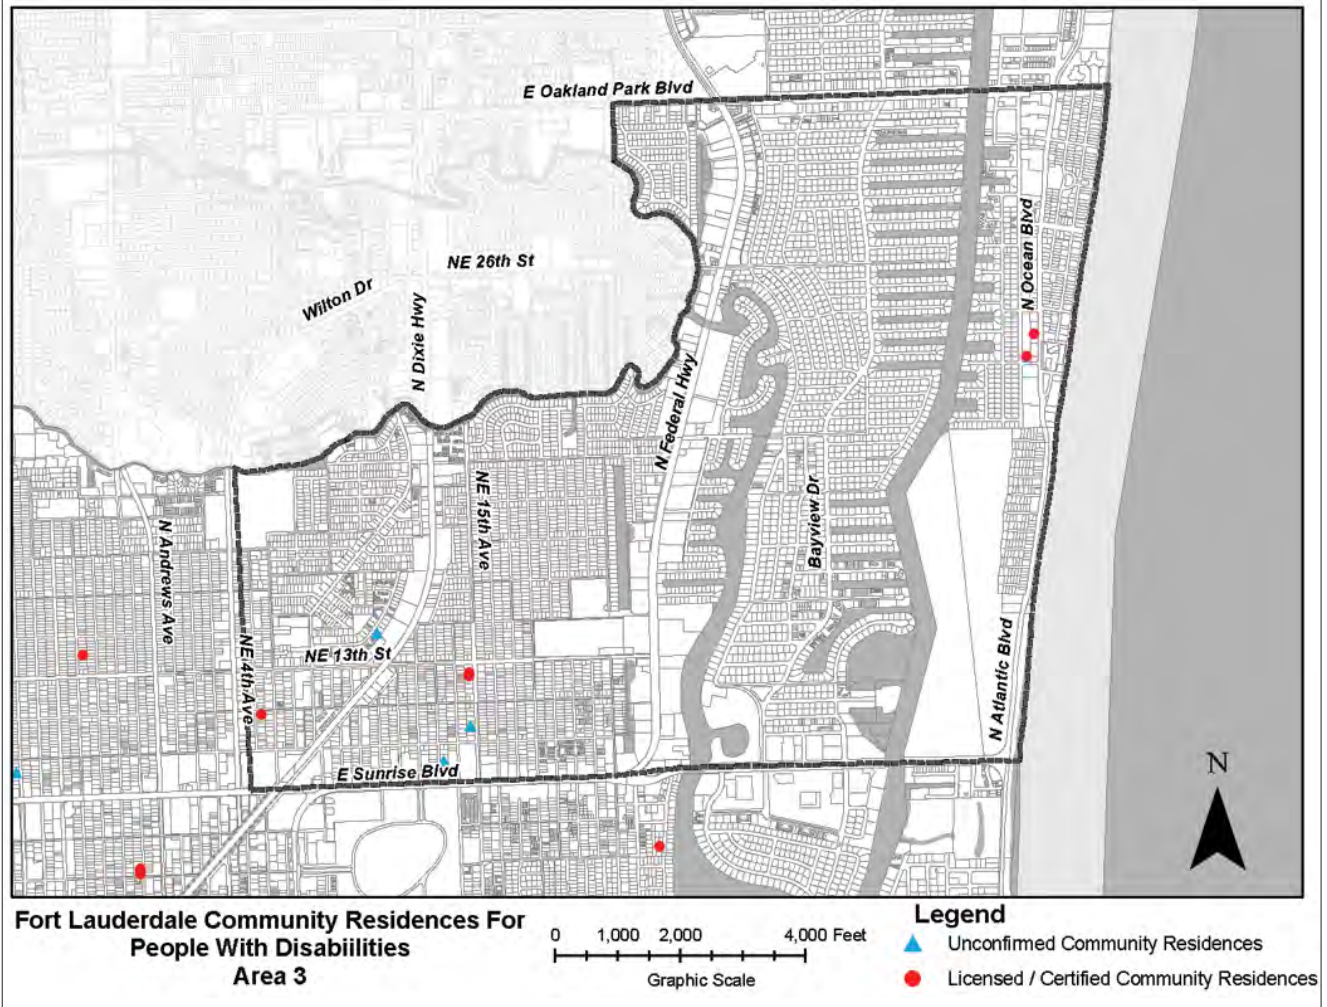 E Oakland Park Blvd
N Ocean Blvd
NE 26th St
Wilton Dr
N Dixie Hwy
N Federal Hwy
NE 15th Ave
Bayview Dr
N Andrews Ave
NE 13th St
NE 4th Ave
N Atlantic Blvd
E Sunrise Blvd
N
Fort Lauderdale Community Residences For
People With Disabiilities
Area 3
0 1,000 2,000 4,000 Feet
Graphic Scale
Legend
Unconfirmed Community Residences
Licensed / Certified Community Residences